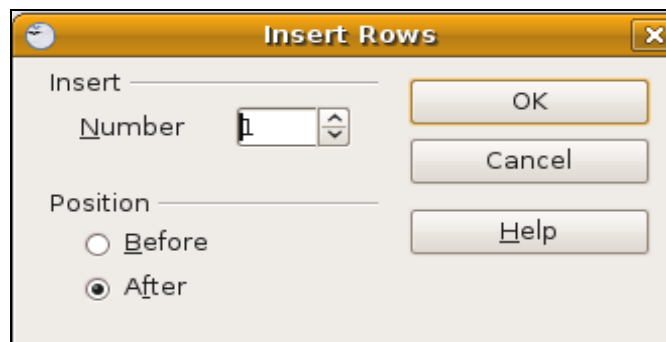 Insert Rows
Insert
Number 1
Position
Before
After
OK
Cancel
Help